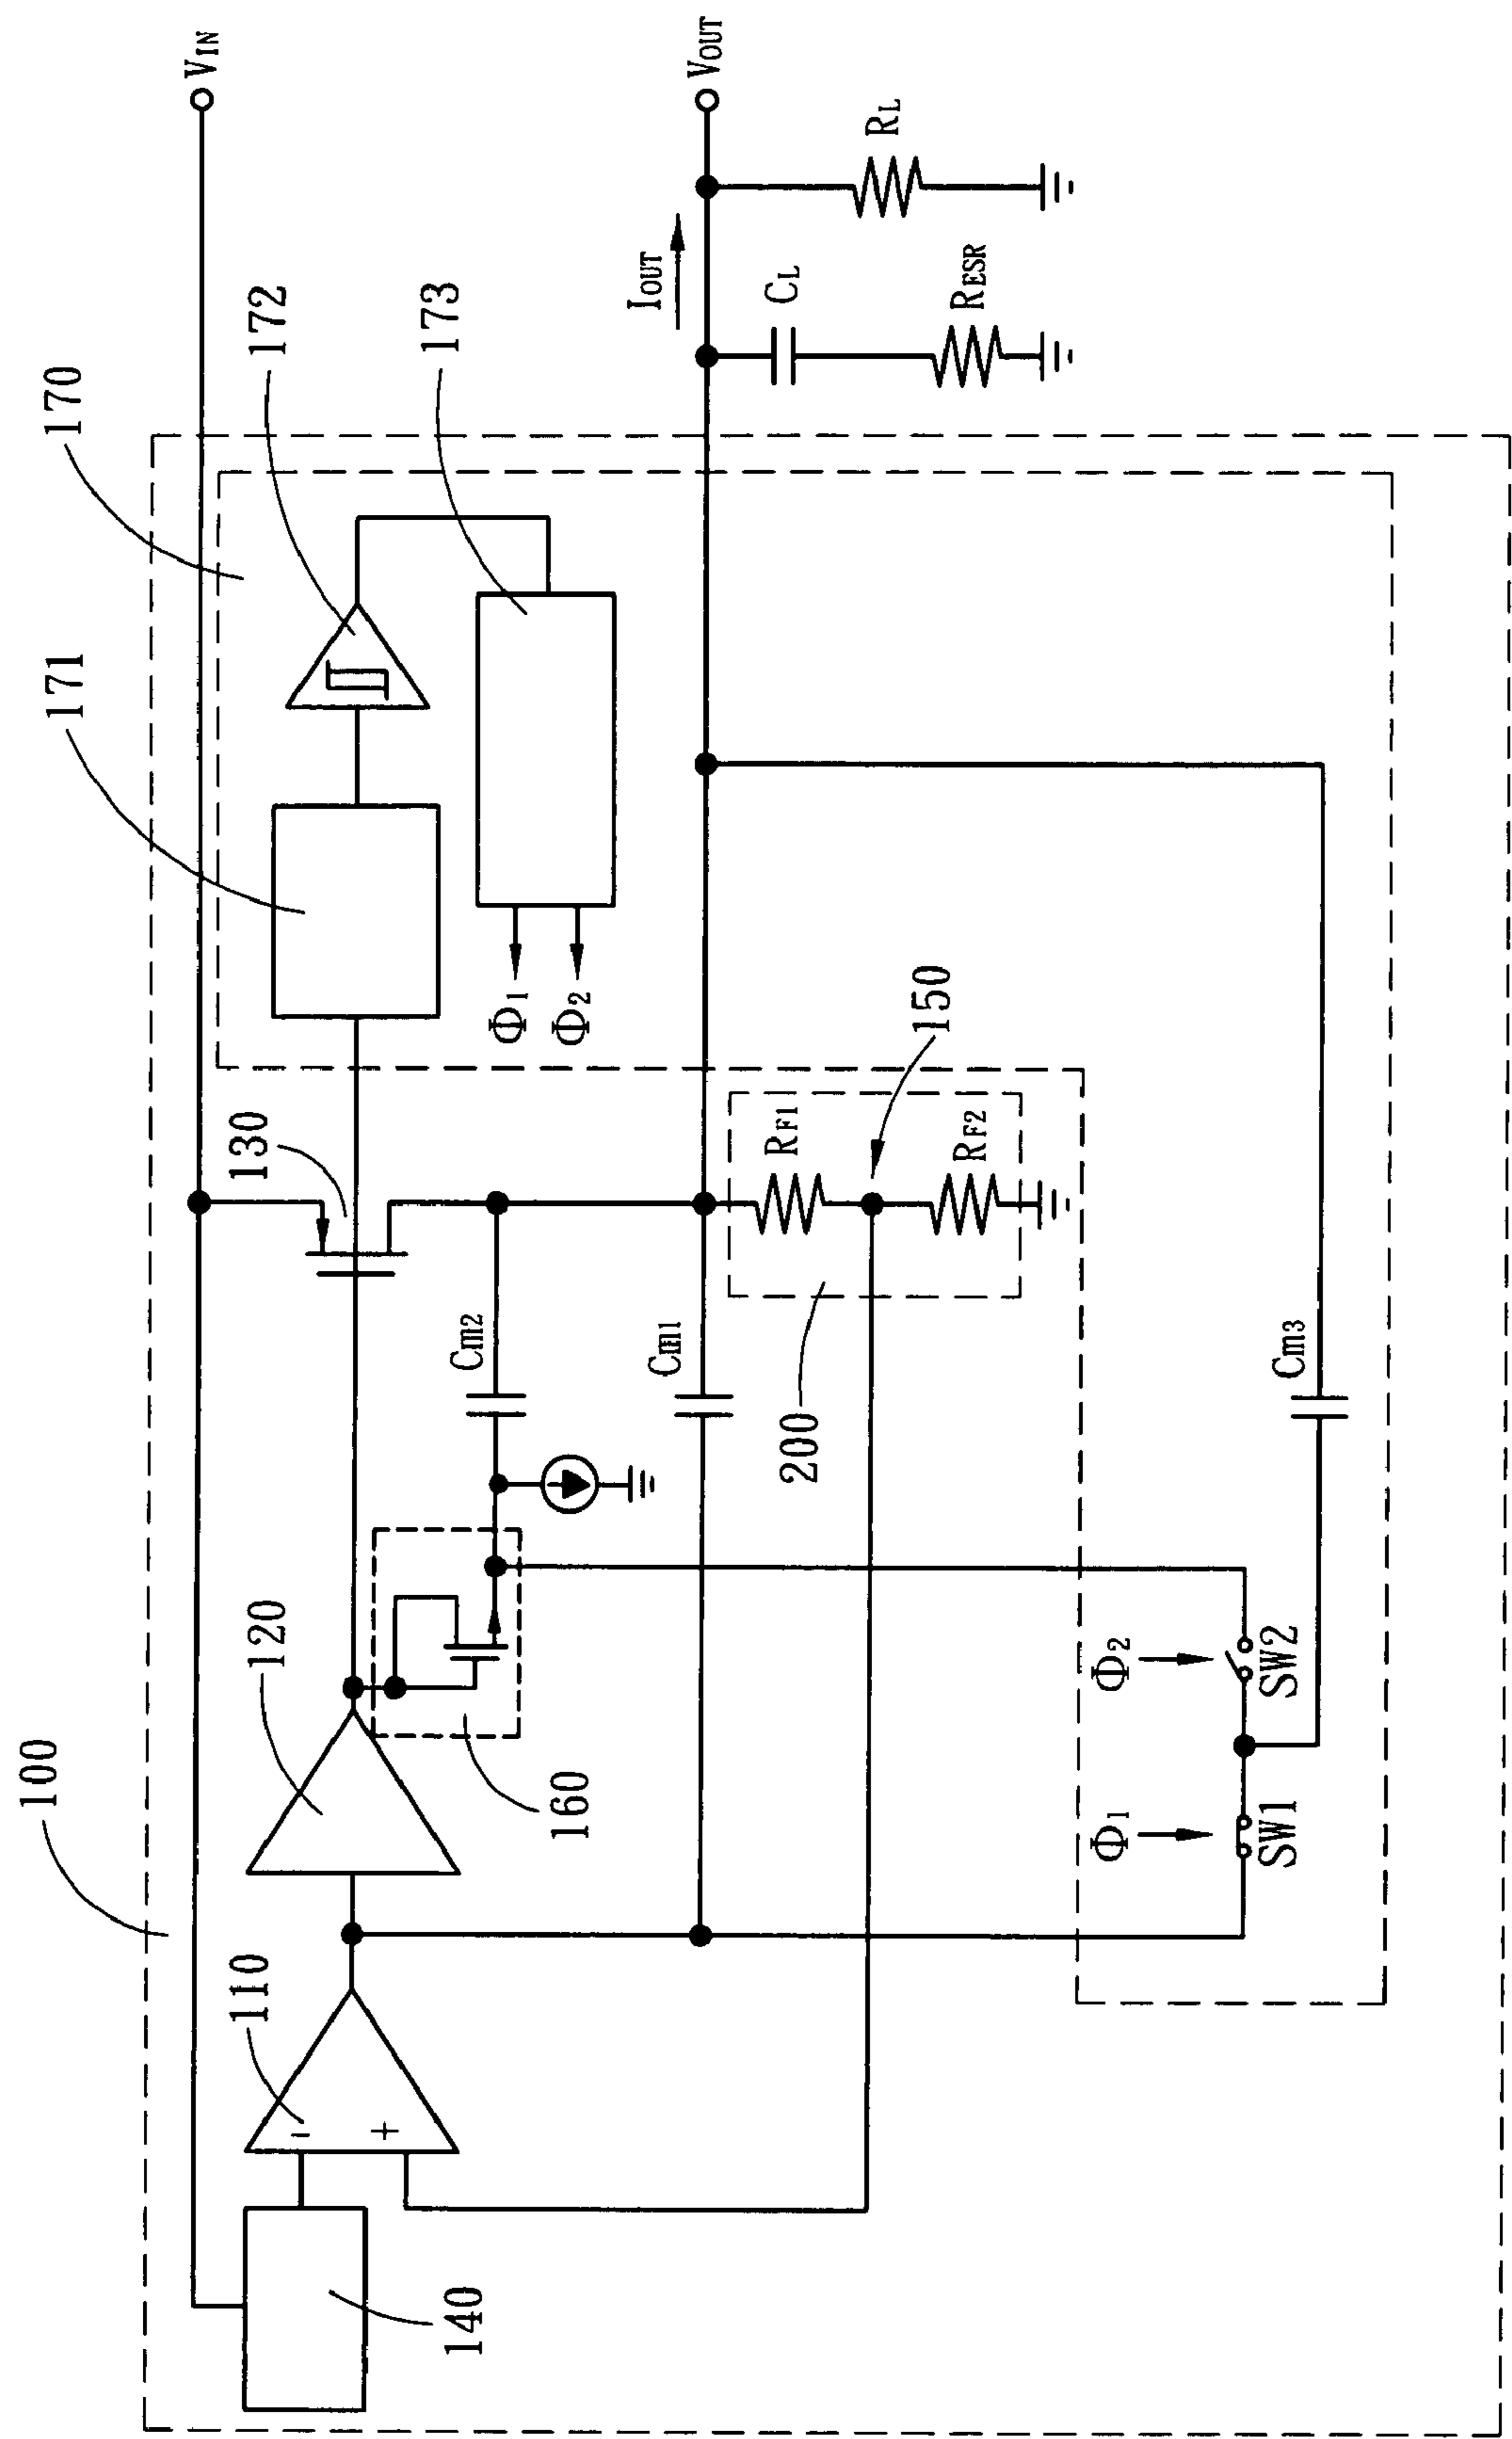 100
110
120
130
170
171
172
173
VIN
VOUT
IOUT
CL
RESR
RL
Φ1
Φ2
140
-
+
160
Cm2
Cm1
200
RF1
150
RF2
Φ1
SW1
Φ2
SW2
Cm3